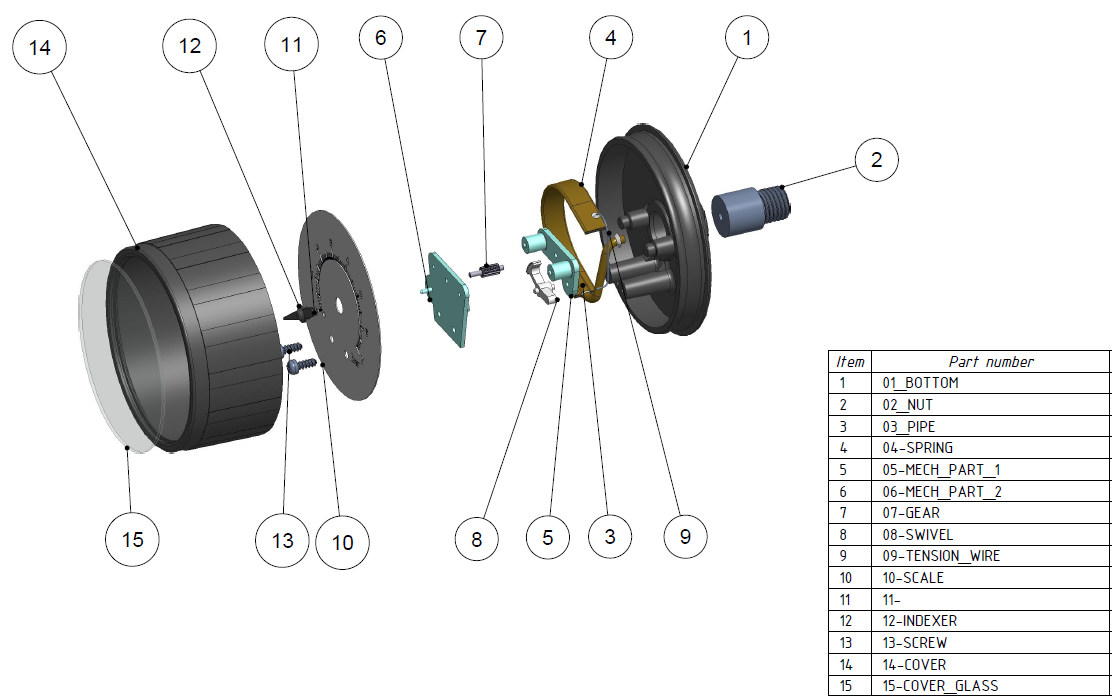 14
12
11
6
7
4
1
2
15
13
10
8
5
3
9
Item Part number
1 01_BOTTOM
2 02_NUT
3 03_PIPE
4 04-SPRING
5 05-MECH_PART_1
6 06-MECH_PART_2
7 07-GEAR
8 08-SWIVEL
9 09-TENSION_WIRE
10 10-SCALE
11 11-
12 12-INDEXER
13 13-SCREW
14 14-COVER
15 15-COVER_GLASS